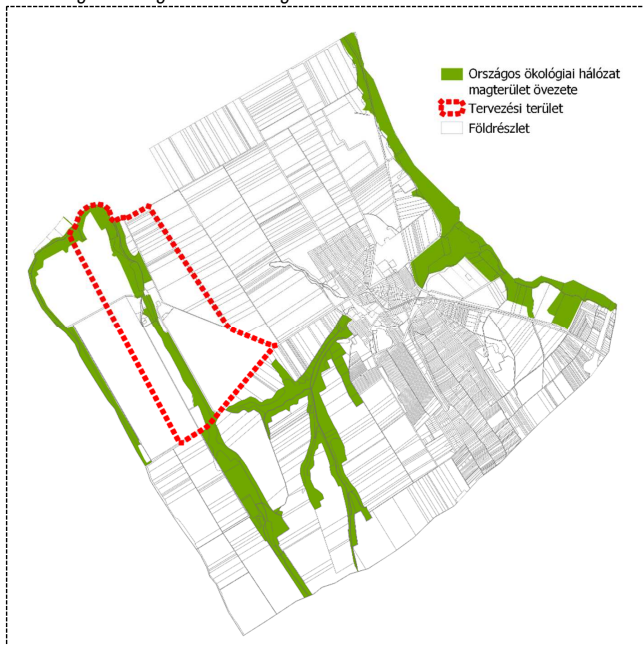 Országos ökológiai hálózat
magterület övezete
Tervezési terület
Földrészlet